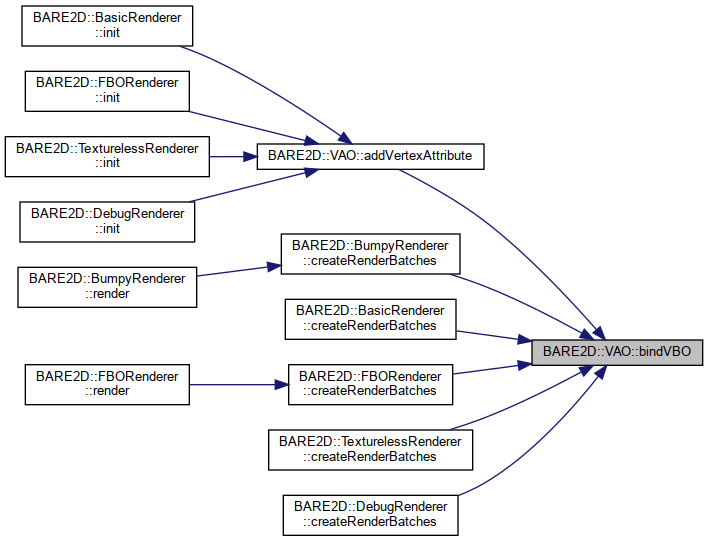 BARE2D::BasicRenderer
::init
BARE2D::FBORenderer
::init
BARE2D::TexturelessRenderer
::init
BARE2D::VAO::addVertexAttribute
BARE2D::DebugRenderer
::init
BARE2D::BumpyRenderer
::createRenderBatches
BARE2D::BumpyRenderer
::render
BARE2D::BasicRenderer
::createRenderBatches
BARE2D::VAO::bindVBO
BARE2D::FBORenderer
::render
BARE2D::FBORenderer
::createRenderBatches
BARE2D::TexturelessRenderer
::createRenderBatches
BARE2D::DebugRenderer
::createRenderBatches